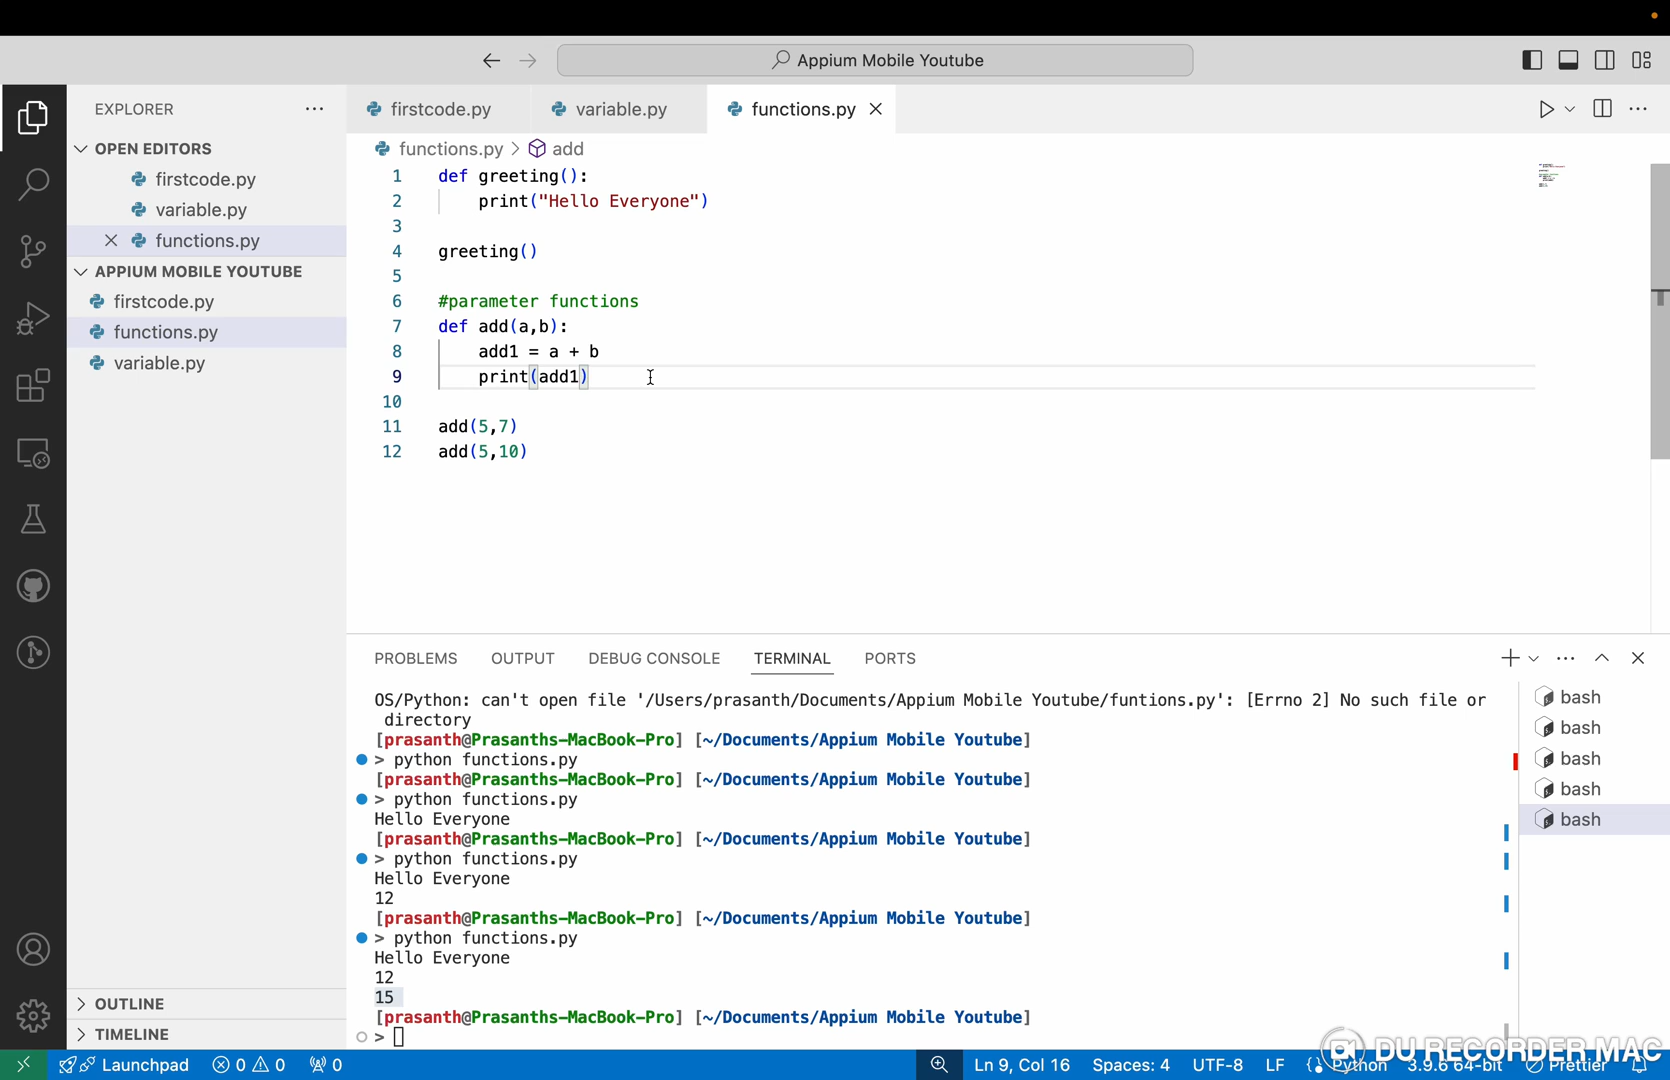 Appium Mobile Youtube
EXPLORER
firstcode.py
variable.py
functions.py
OPEN EDITORS
firstcode.py
variable.py
functions.py
APPIUM MOBILE YOUTUBE
firstcode.py
functions.py
variable.py
OUTLINE
TIMELINE
functions.py > add
1 def greeting():
2 print("Hello Everyone")
3
4 greeting()
5
6 #parameter functions
7 def add(a,b):
8 add1 = a + b
9 print(add1)
10
11 add(5,7)
12 add(5,10)
PROBLEMS OUTPUT DEBUG CONSOLE TERMINAL PORTS
OS/Python: can't open file '/Users/prasanth/Documents/Appium Mobile Youtube/funtions.py': [Errno 2] No such file or
directory
[prasanth@Prasanths-MacBook-Pro] [~/Documents/Appium Mobile Youtube]
> python functions.py
[prasanth@Prasanths-MacBook-Pro] [~/Documents/Appium Mobile Youtube]
> python functions.py
Hello Everyone
[prasanth@Prasanths-MacBook-Pro] [~/Documents/Appium Mobile Youtube]
> python functions.py
Hello Everyone
12
[prasanth@Prasanths-MacBook-Pro] [~/Documents/Appium Mobile Youtube]
> python functions.py
Hello Everyone
12
15
[prasanth@Prasanths-MacBook-Pro] [~/Documents/Appium Mobile Youtube]
>
bash
bash
bash
bash
bash
Launchpad 0 0 0 Ln 9, Col 16 Spaces: 4 UTF-8 LF {} Python 3.9.6 64-bit Prettier
DU RECORDER MAC